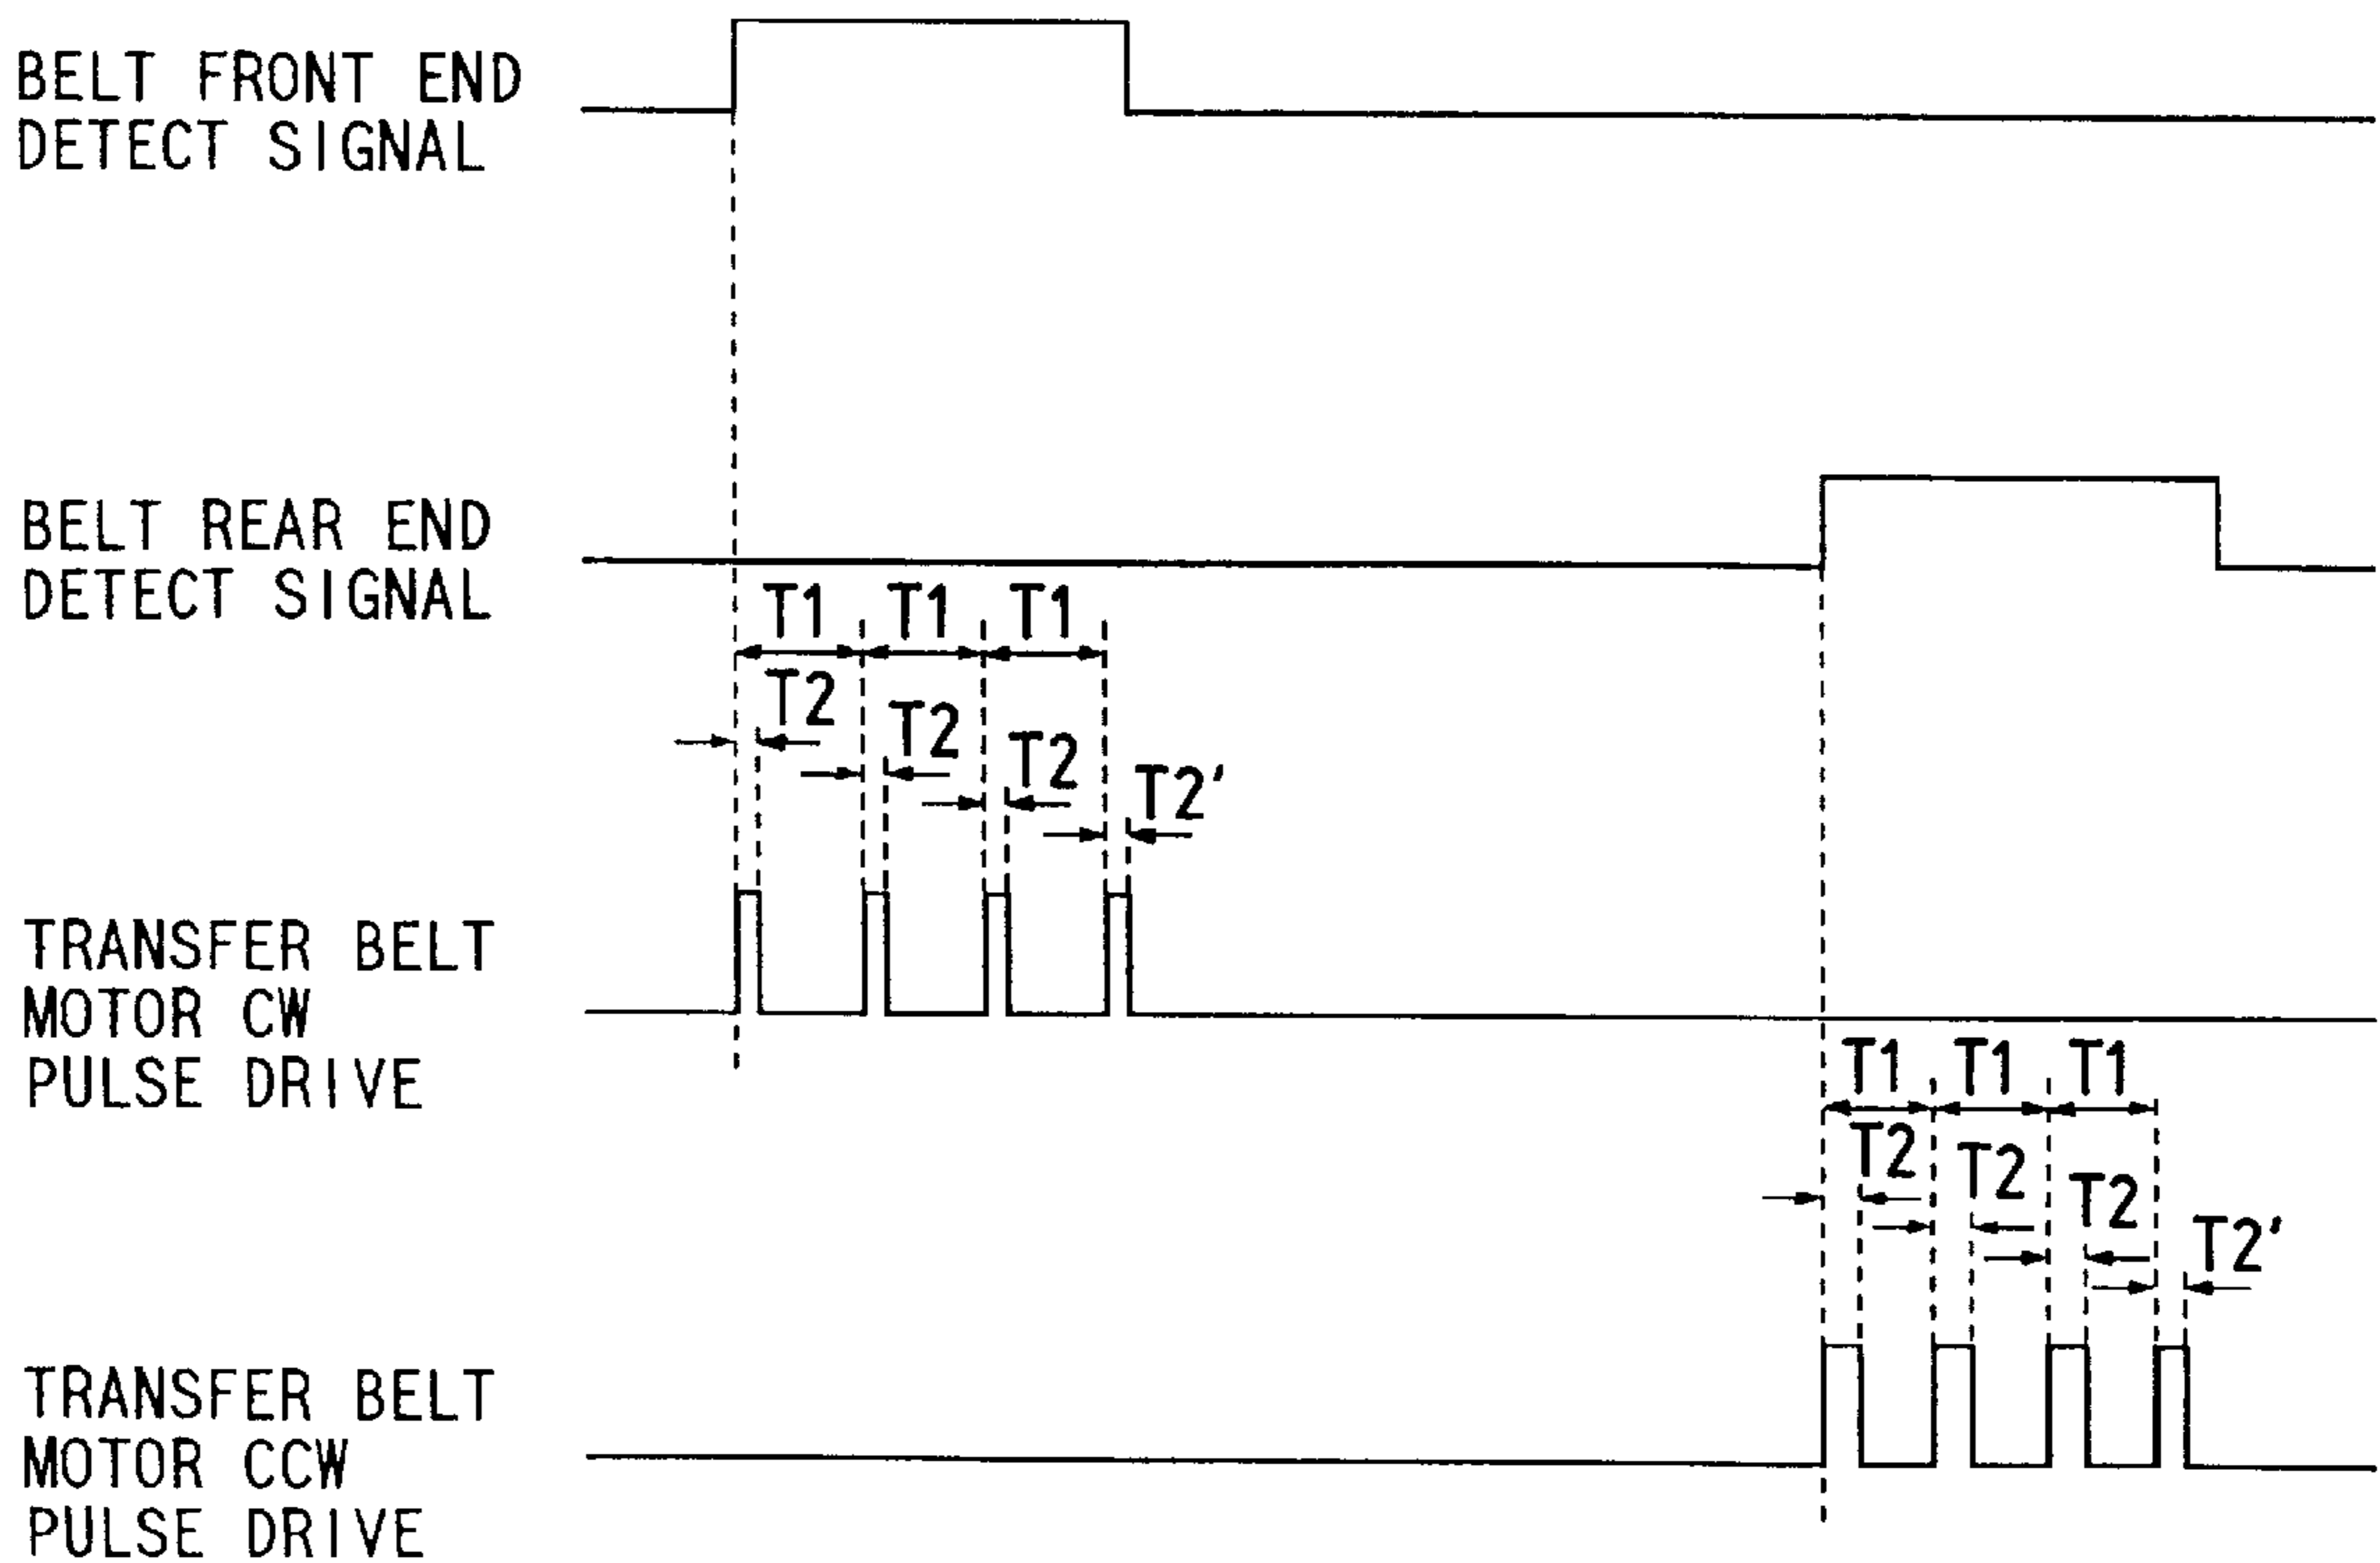 BELT FRONT END
DETECT SIGNAL
BELT REAR END
DETECT SIGNAL
T1 T1 T1
T2
T2
T2
T2'
TRANSFER BELT
MOTOR CW
PULSE DRIVE
T1 T1 T1
T2
T2
T2
T2'
TRANSFER BELT
MOTOR CCW
PULSE DRIVE